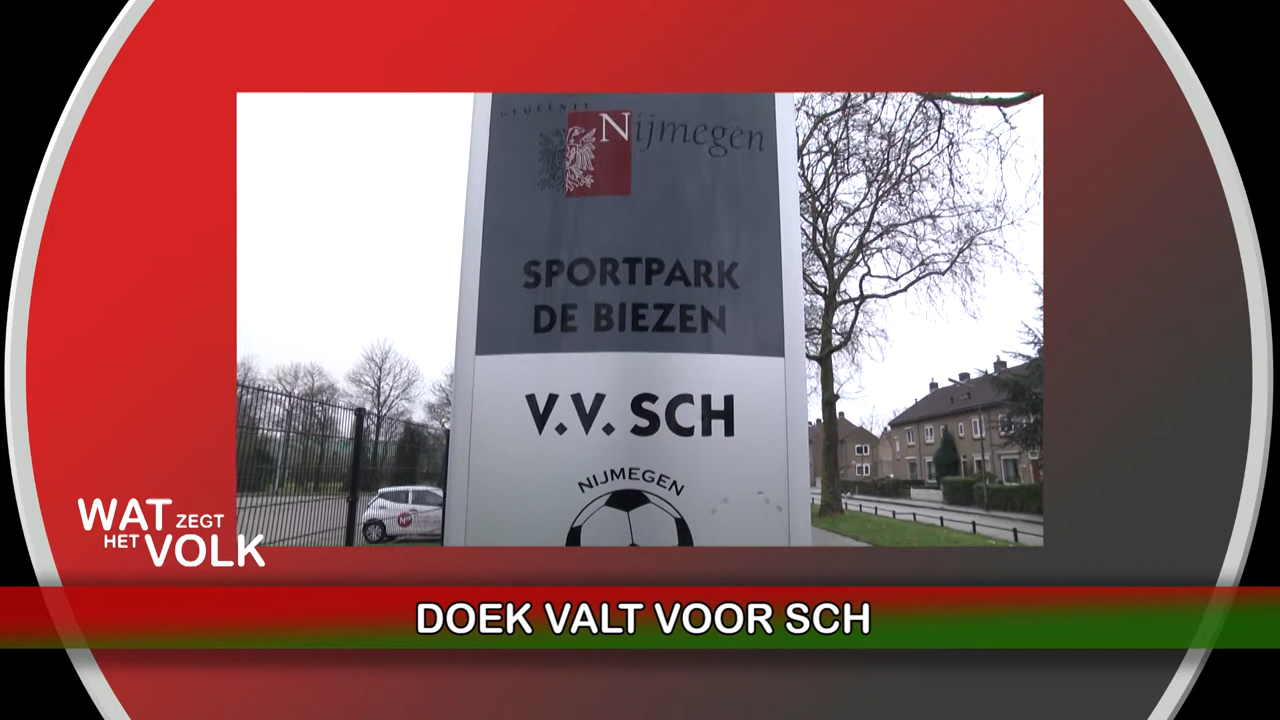 GEMEENTE
Nijmegen
SPORTPARK
DE BIEZEN
V.V. SCH
NIJMEGEN
WAT ZEGT
HET VOLK
DOEK VALT VOOR SCH